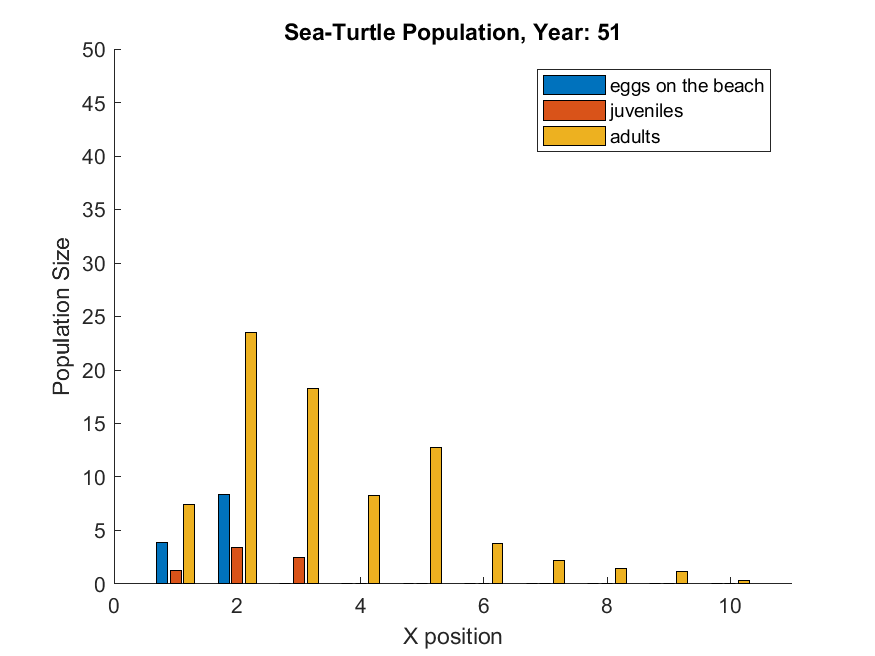 Sea-Turtle Population, Year: 51
50
45
40
35
30
25
20
15
10
5
0
Population Size
eggs on the beach
juveniles
adults
0 2 4 6 8 10
X position